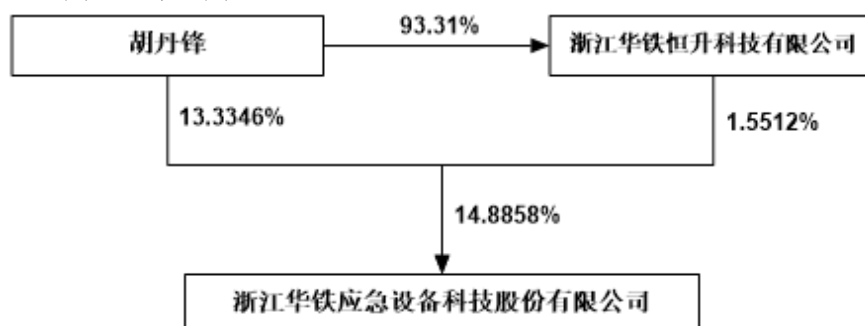 胡丹锋
93.31%
浙江华铁恒升科技有限公司
13.3346%
1.5512%
14.8858%
浙江华铁应急设备科技股份有限公司